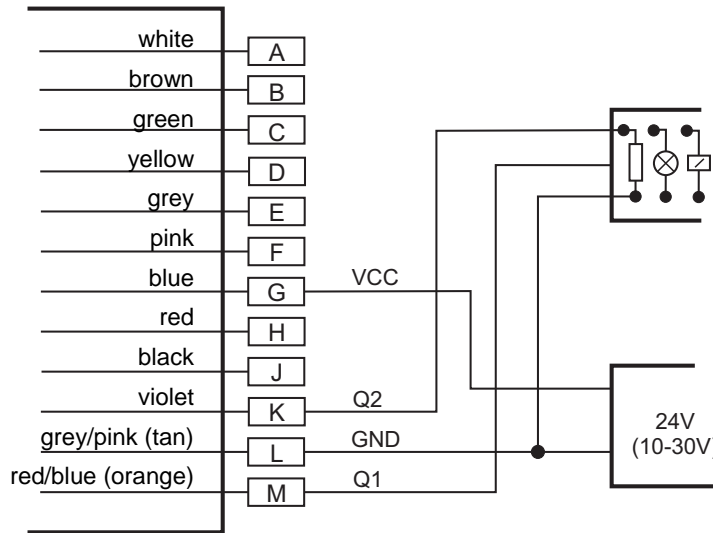 white A
brown B
green C
yellow D
grey E
pink F
blue G VCC
red H
black J
violet K Q2
grey/pink (tan) L GND
red/blue (orange) M Q1
24V
(10-30V)